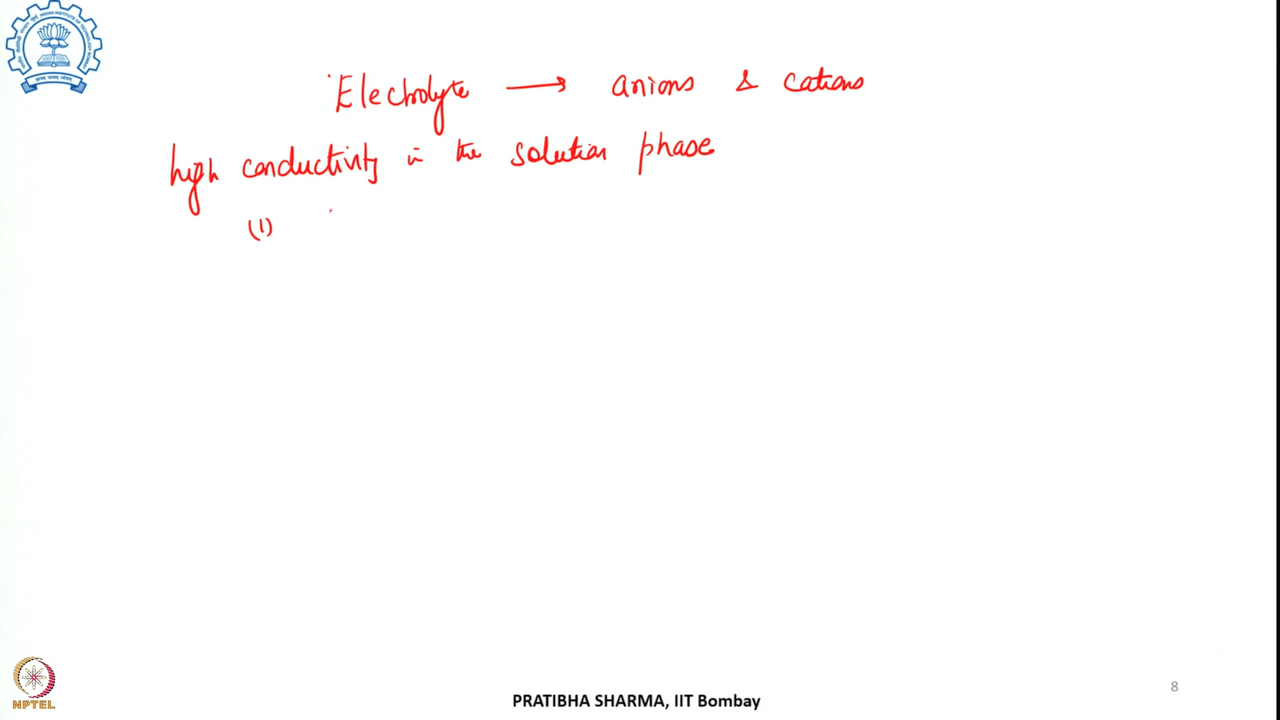 Electrolyte → anions & cations
high conductivity in the solution phase
(1)
NPTEL
PRATIBHA SHARMA, IIT Bombay
8